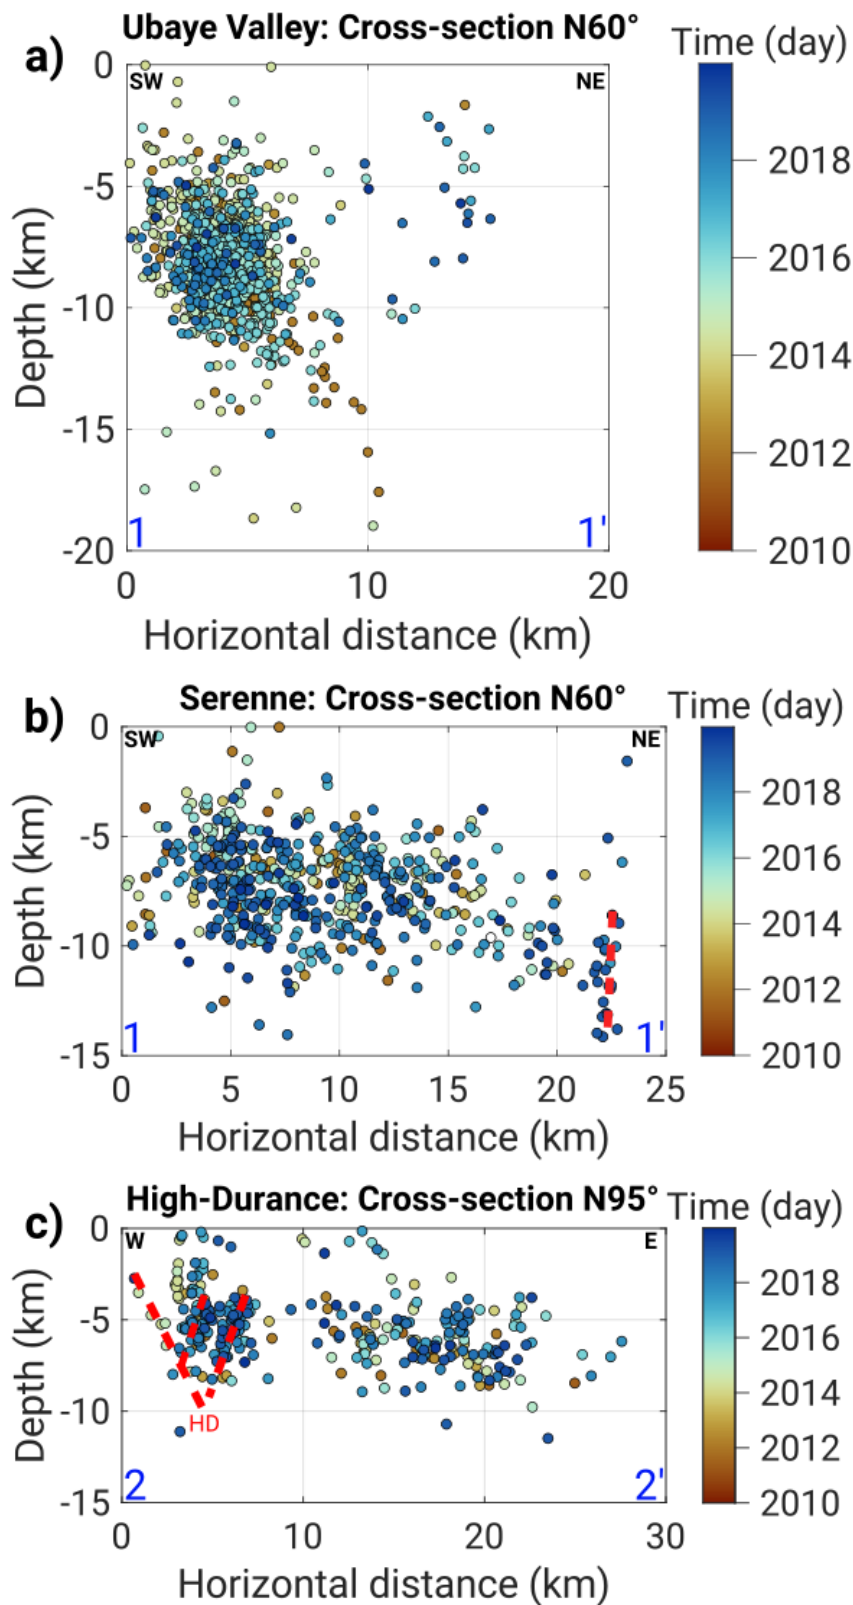 Ubaye Valley: Cross-section N60°
Time (day)
a)
0
SW
NE
-5
-10
-15
-20
Depth (km)
1
1'
0
10
20
Horizontal distance (km)
2018
2016
2014
2012
2010
Serenne: Cross-section N60°
Time (day)
b)
0
SW
NE
-5
-10
-15
Depth (km)
1
1'
0
5
10
15
20
25
Horizontal distance (km)
2018
2016
2014
2012
2010
High-Durance: Cross-section N95°
Time (day)
c)
0
W
E
-5
-10
-15
Depth (km)
HD
2
2'
0
10
20
30
Horizontal distance (km)
2018
2016
2014
2012
2010